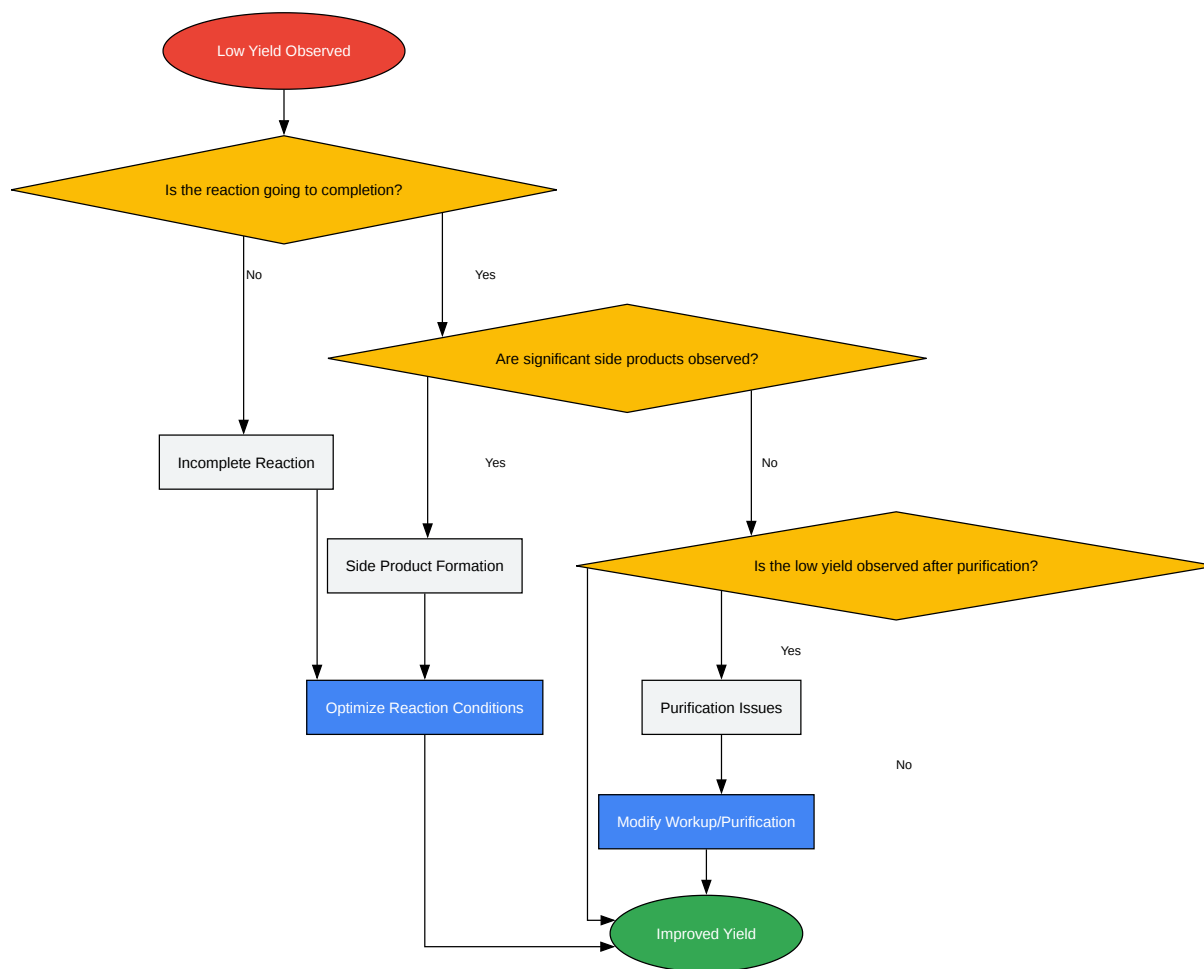 Low Yield Observed
Is the reaction going to completion?
No
Yes
Are significant side products observed?
Incomplete Reaction
Yes
No
Side Product Formation
Is the low yield observed after purification?
Yes
Optimize Reaction Conditions
Purification Issues
No
Modify Workup/Purification
Improved Yield